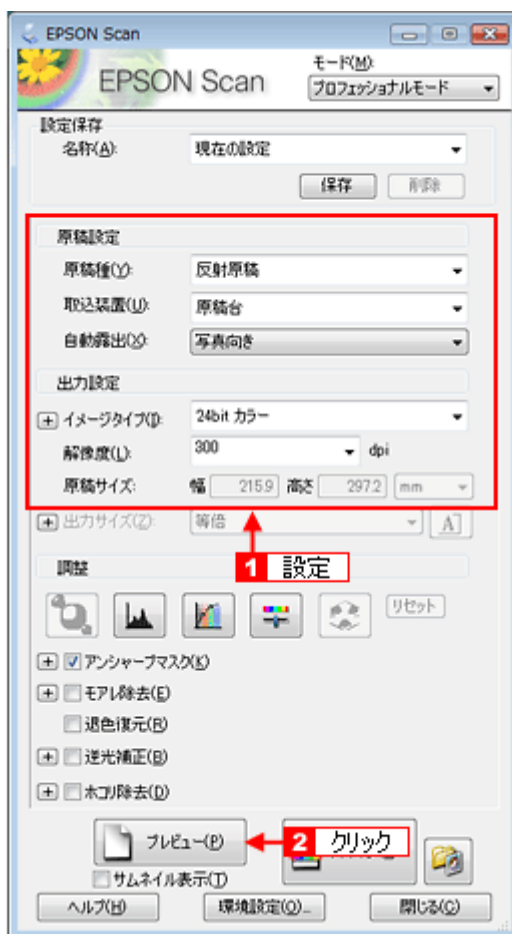 EPSON Scan
EPSON Scan
モード(M):
プロフェッショナルモード
設定保存
名称(A):
現在の設定
保存
削除
原稿設定
原稿種(Y):
反射原稿
取込装置(U):
原稿台
自動露出(X):
写真向き
出力設定
イメージタイプ(I):
24bit カラー
解像度(L):
300
dpi
原稿サイズ:
幅 215.9 高さ 297.2 mm
出力サイズ(Z):
等倍
1 設定
調整
リセット
アンシャープマスク(K)
モアレ除去(E)
退色復元(R)
逆光補正(B)
ホコリ除去(D)
プレビュー(P)
2 クリック
サムネイル表示(T)
ヘルプ(H)
環境設定(O)...
閉じる(C)